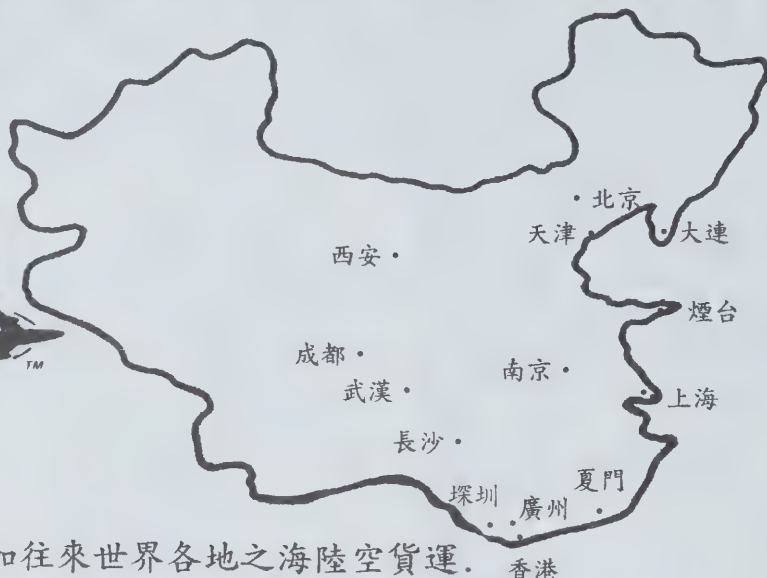 北京
天津
大連
西安
煙台
成都
南京
武漢
上海
長沙
夏門
堔圳
廣州
加往來世界各地之海陸空貨運.
香港
TM